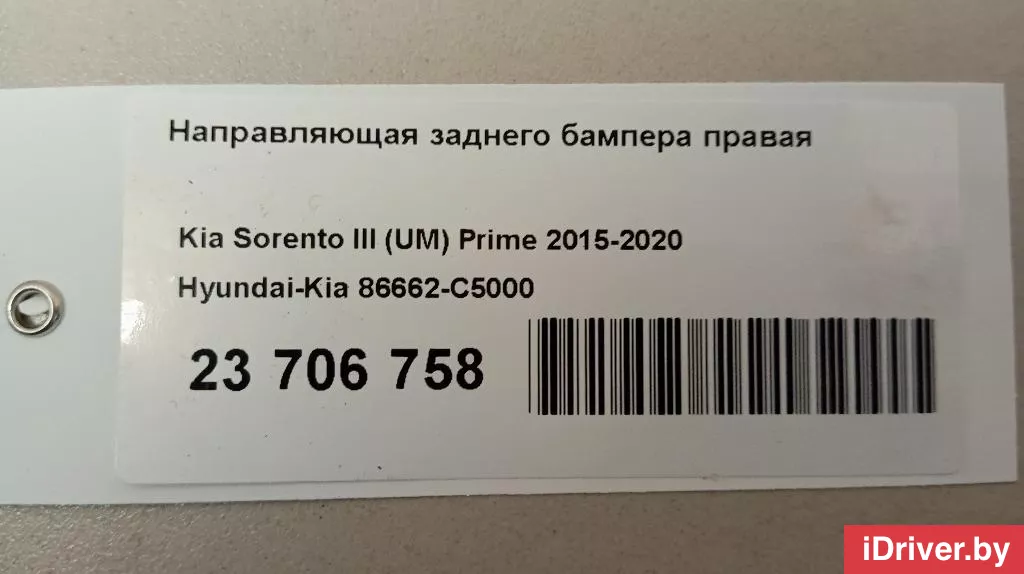 Направляющая заднего бампера правая
Kia Sorento III (UM) Prime 2015-2020
Hyundai-Kia 86662-C5000
23 706 758
iDriver.by